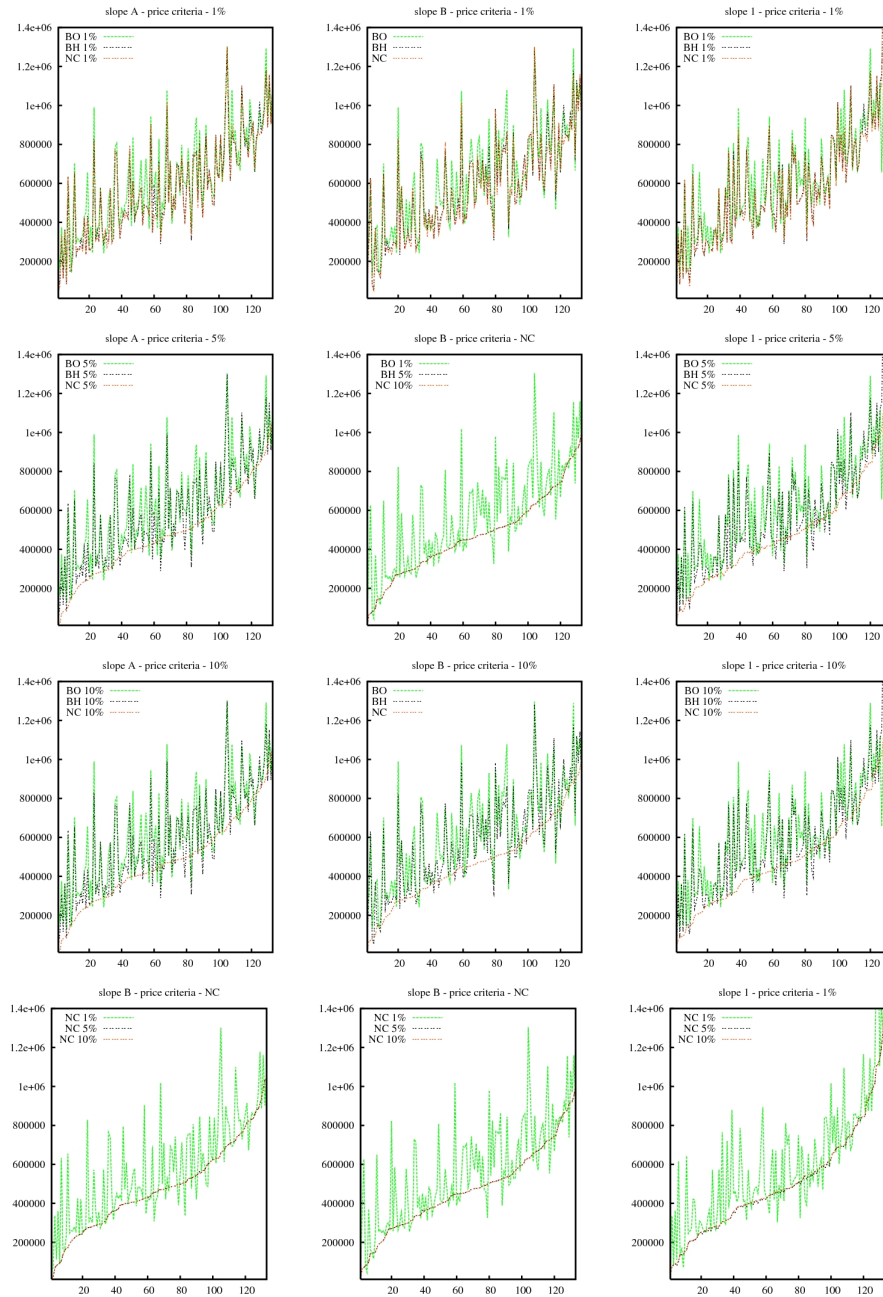 slope A - price criteria - 1%
1.4e+06
BO 1%
BH 1%
NC 1%
1.2e+06
1e+06
800000
600000
400000
200000
20 40 60 80 100 120
slope B - price criteria - 1%
1.4e+06
BO
BH
NC
1.2e+06
1e+06
800000
600000
400000
200000
20 40 60 80 100 120
slope 1 - price criteria - 1%
1.4e+06
BO 1%
BH 1%
NC 1%
1.2e+06
1e+06
800000
600000
400000
200000
20 40 60 80 100 120
slope A - price criteria - 5%
1.4e+06
BO 5%
BH 5%
NC 5%
1.2e+06
1e+06
800000
600000
400000
200000
20 40 60 80 100 120
slope B - price criteria - NC
1.4e+06
BO 1%
BH 5%
NC 10%
1.2e+06
1e+06
800000
600000
400000
200000
20 40 60 80 100 120
slope 1 - price criteria - 5%
1.4e+06
BO 5%
BH 5%
NC 5%
1.2e+06
1e+06
800000
600000
400000
200000
20 40 60 80 100 120
slope A - price criteria - 10%
1.4e+06
BO 10%
BH 10%
NC 10%
1.2e+06
1e+06
800000
600000
400000
200000
20 40 60 80 100 120
slope B - price criteria - 10%
1.4e+06
BO
BH
NC
1.2e+06
1e+06
800000
600000
400000
200000
20 40 60 80 100 120
slope 1 - price criteria - 10%
1.4e+06
BO 10%
BH 10%
NC 10%
1.2e+06
1e+06
800000
600000
400000
200000
20 40 60 80 100 120
slope B - price criteria - NC
1.4e+06
NC 1%
NC 5%
NC 10%
1.2e+06
1e+06
800000
600000
400000
200000
20 40 60 80 100 120
slope B - price criteria - NC
1.4e+06
NC 1%
NC 5%
NC 10%
1.2e+06
1e+06
800000
600000
400000
200000
20 40 60 80 100 120
slope 1 - price criteria - 1%
1.4e+06
NC 1%
NC 5%
NC 10%
1.2e+06
1e+06
800000
600000
400000
200000
20 40 60 80 100 120